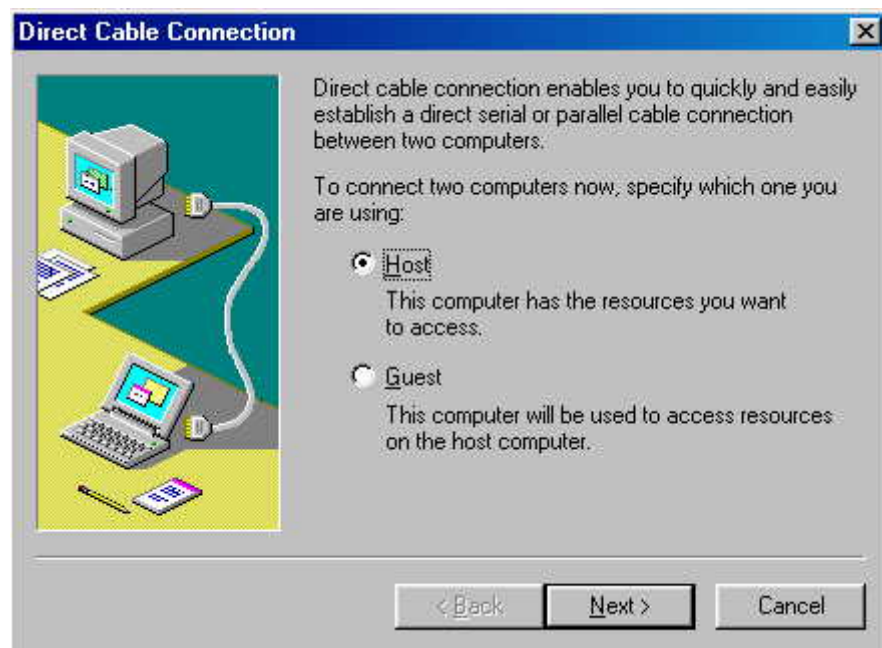 Direct Cable Connection
Direct cable connection enables you to quickly and easily
establish a direct serial or parallel cable connection
between two computers.
To connect two computers now, specify which one you
are using:
Host
This computer has the resources you want
to access.
Guest
This computer will be used to access resources
on the host computer.
< Back
Next >
Cancel